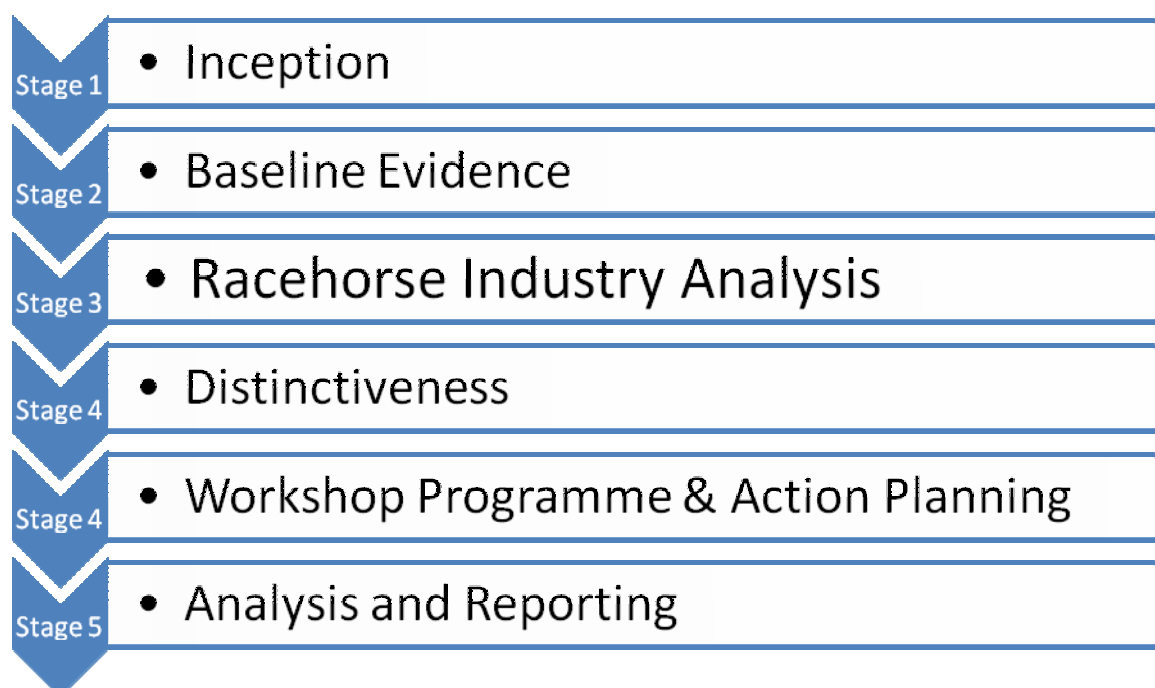 Stage 1 • Inception
Stage 2 • Baseline Evidence
Stage 3 • Racehorse Industry Analysis
Stage 4 • Distinctiveness
Stage 4 • Workshop Programme & Action Planning
Stage 5 • Analysis and Reporting